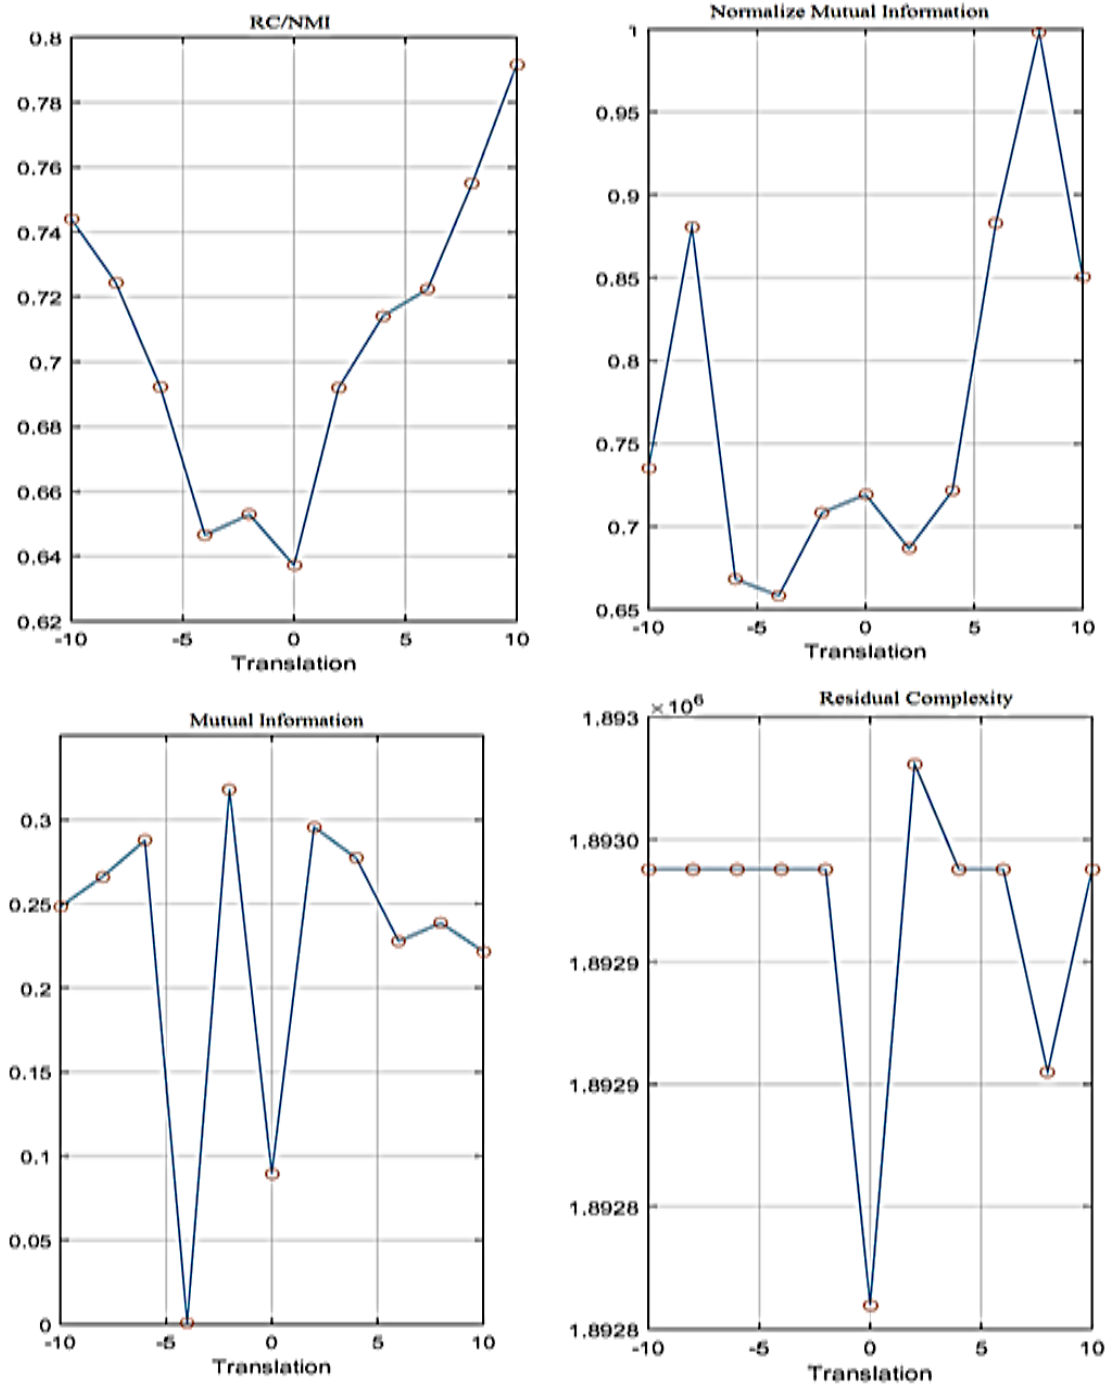 RC/NMI
0.8
0.78
0.76
0.74
0.72
0.7
0.68
0.66
0.64
0.62
-10 -5 0 5 10
Translation
Normalize Mutual Information
1
0.95
0.9
0.85
0.8
0.75
0.7
0.65
-10 -5 0 5 10
Translation
Mutual Information
0.3
0.25
0.2
0.15
0.1
0.05
0
-10 -5 0 5 10
Translation
Residual Complexity
×10⁶
1.893
1.8930
1.8929
1.8929
1.8928
1.8928
-10 -5 0 5 10
Translation